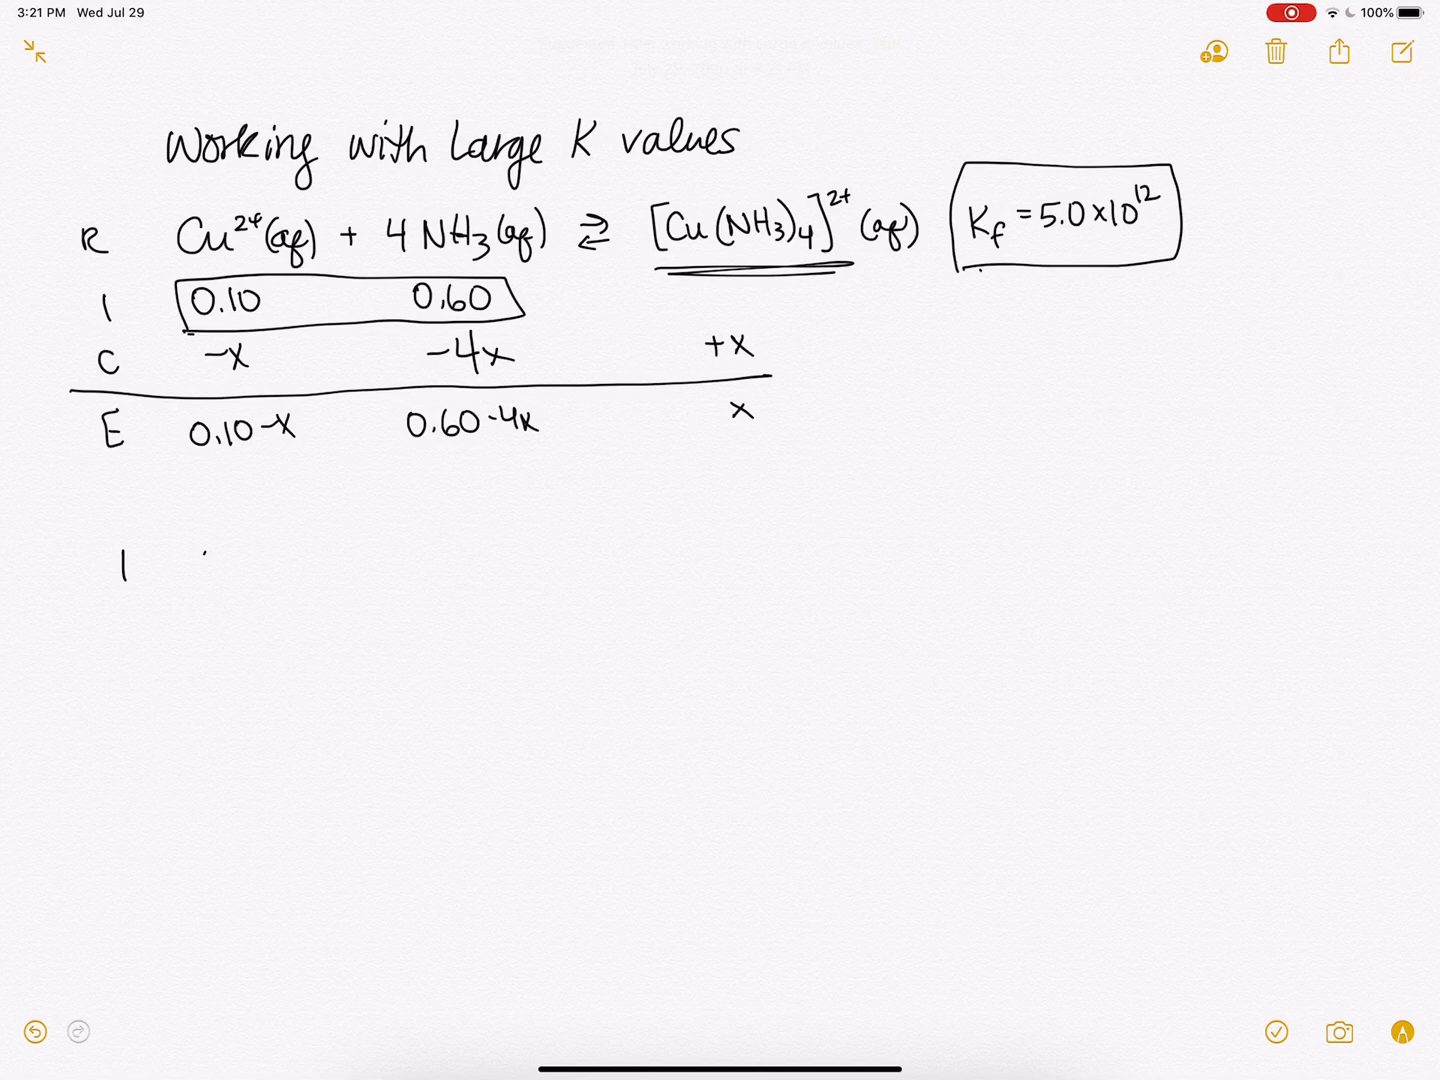 3:21 PM Wed Jul 29 100%
Working with Large K values
R Cu²⁺(aq) + 4 NH₃(aq) ⇌ [Cu(NH₃)₄]²⁺(aq) K_f = 5.0×10¹²
I 0.10 0.60
C -x -4x +x
E 0.10-x 0.60-4x x
I